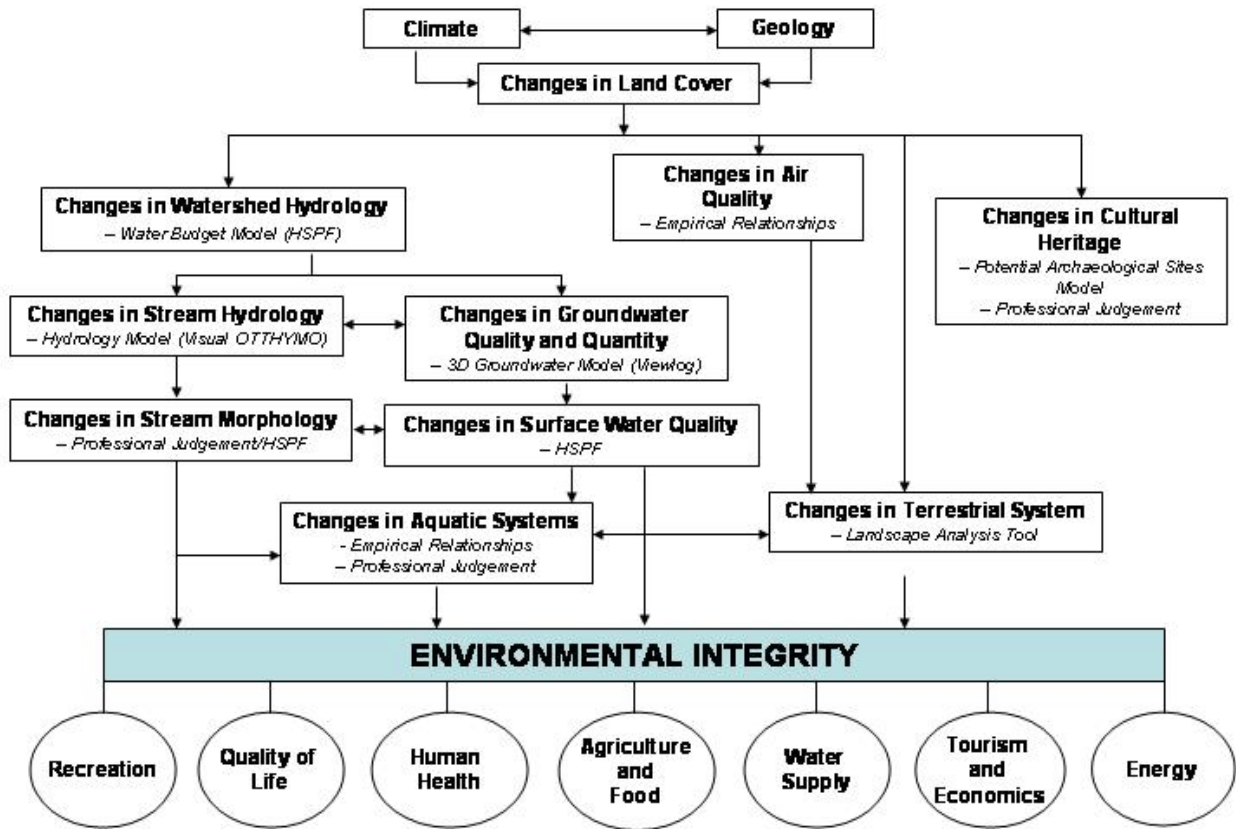 Climate
Geology
Changes in Land Cover
Changes in Air
Quality
– Empirical Relationships
Changes in Watershed Hydrology
– Water Budget Model (HSPF)
Changes in Cultural
Heritage
– Potential Archaeological Sites
Model
– Professional Judgement
Changes in Stream Hydrology
– Hydrology Model (Visual OTTHYMO)
Changes in Groundwater
Quality and Quantity
– 3D Groundwater Model (Viewlog)
Changes in Stream Morphology
– Professional Judgement/HSPF
Changes in Surface Water Quality
– HSPF
Changes in Aquatic Systems
- Empirical Relationships
– Professional Judgement
Changes in Terrestrial System
– Landscape Analysis Tool
ENVIRONMENTAL INTEGRITY
Recreation
Quality of
Life
Human
Health
Agriculture
and
Food
Water
Supply
Tourism
and
Economics
Energy